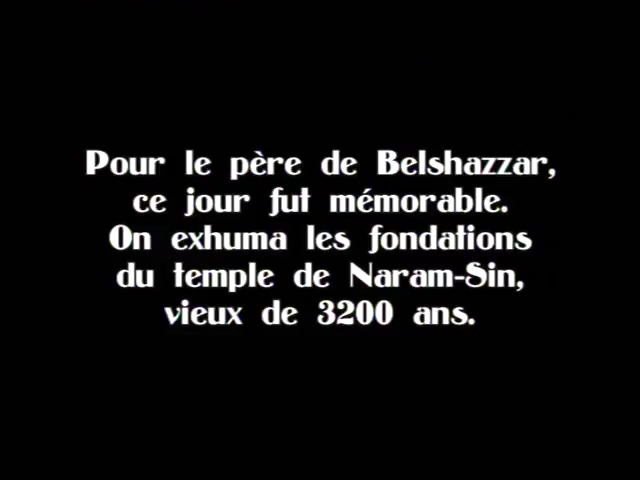 Pour le père de Belshazzar,
ce jour fut mémorable.
On exhuma les fondations
du temple de Naram-Sin,
vieux de 3200 ans.